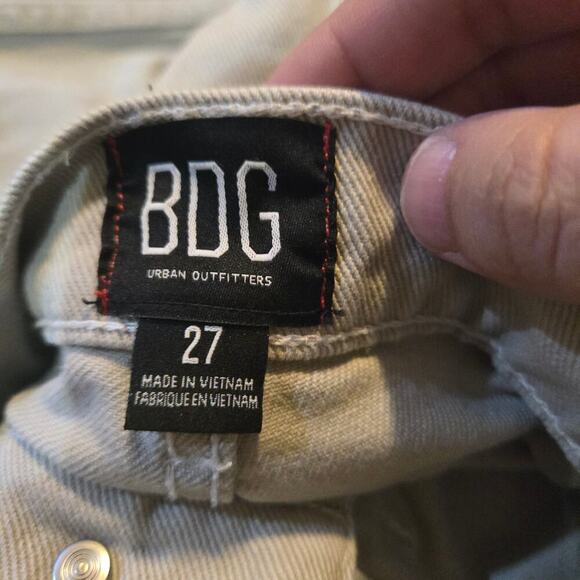 BDG
URBAN OUTFITTERS
27
MADE IN VIETNAM
FABRIQUE EN VIETNAM